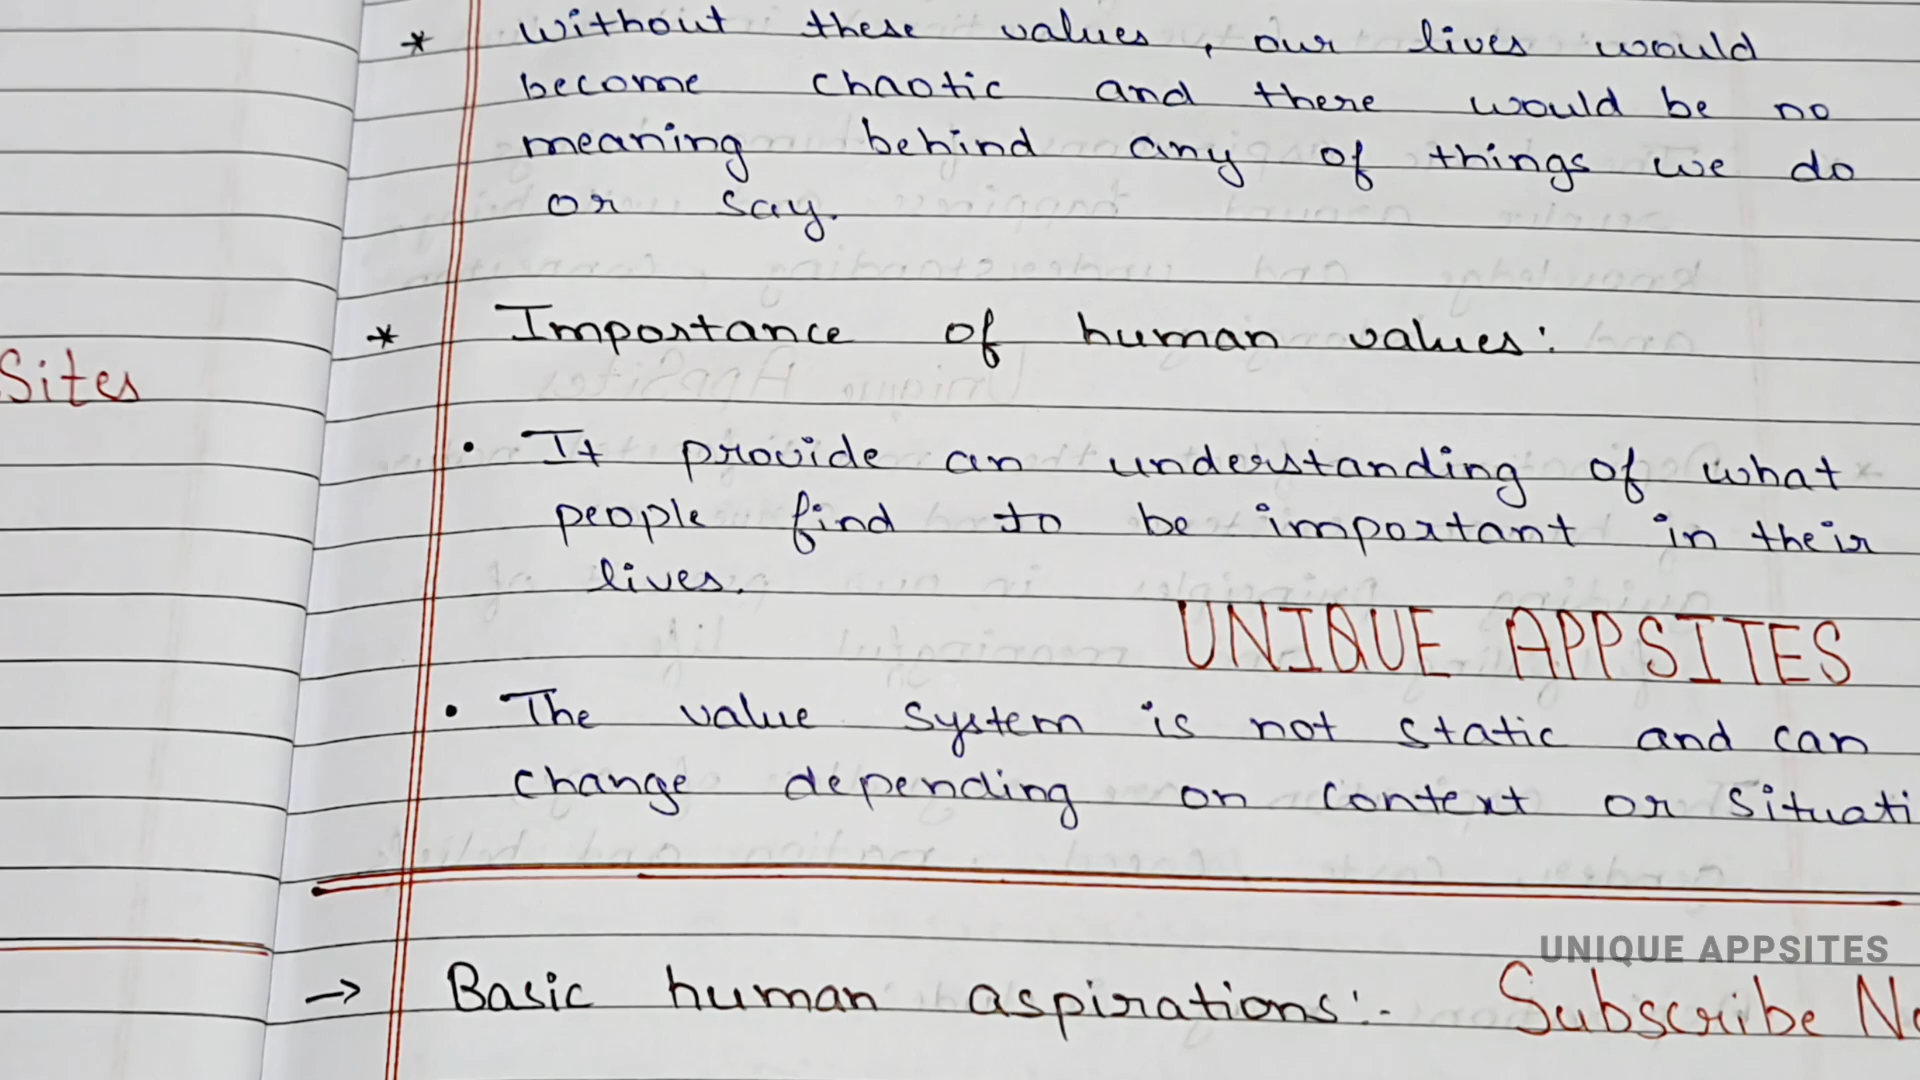 * without these values, our lives would
become chaotic and there would be no
meaning behind any of things we do
or say.
* Importance of human values:
Sites
• It provide an understanding of what
people find to be important in their
lives.
UNIQUE APPSITES
• The value system is not static and can
change depending on context or situati
UNIQUE APPSITES
→ Basic human aspirations:-
Subscribe No